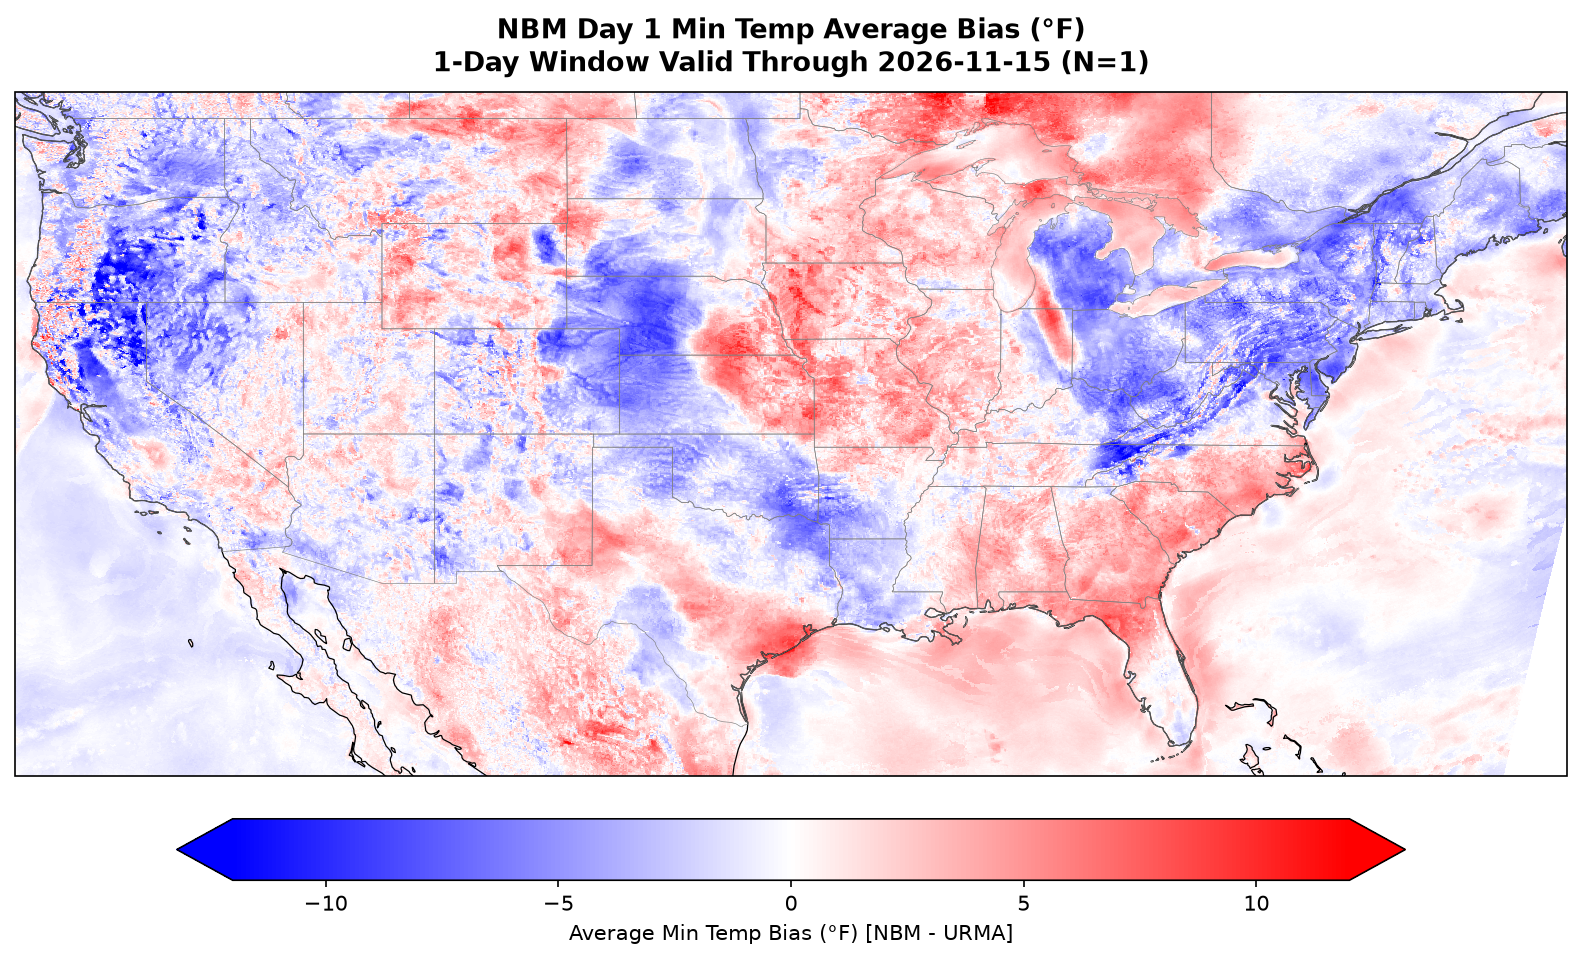 NBM Day 1 Min Temp Average Bias (°F)
1-Day Window Valid Through 2026-11-15 (N=1)
−10 −5 0 5 10
Average Min Temp Bias (°F) [NBM - URMA]